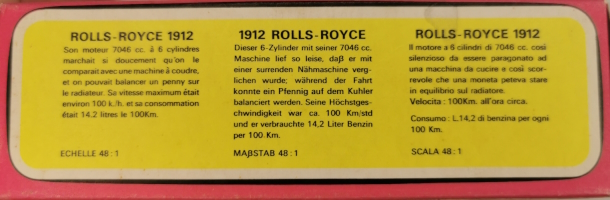 ROLLS-ROYCE 1912
Son moteur 7046 cc. à 6 cylindres
marchait si doucement qu'on le
comparait avec une machine à coudre,
et on pouvait balancer un penny sur
le radiateur. Sa vitesse maximum était
environ 100 k./h. et sa consommation
était 14.2 litres le 100Km.
ECHELLE 48 : 1
1912 ROLLS-ROYCE
Dieser 6-Zylinder mit seiner 7046 cc.
Maschine lief so leise, daβ er mit
einer surrenden Nähmaschine verg-
lichen wurde; während der Fahrt
konnte ein Pfennig auf dem Kuhler
balanciert werden. Seine Höchstges-
chwindigkeit war ca. 100 Km/std
und er verbrauchte 14,2 Liter Benzin
per 100 Km.
MAβSTAB 48 : 1
ROLLS-ROYCE 1912
Il motore a 6 cilindri di 7046 cc. così
silenzioso da essere paragonato ad
una macchina da cucire e così scor-
revole che una moneta peteva stare
in equilibrio sul radiatore.
Velocita : 100Km. all'ora circa.
Consumo : L.14,2 di benzina per ogni
100 Km.
SCALA 48 : 1